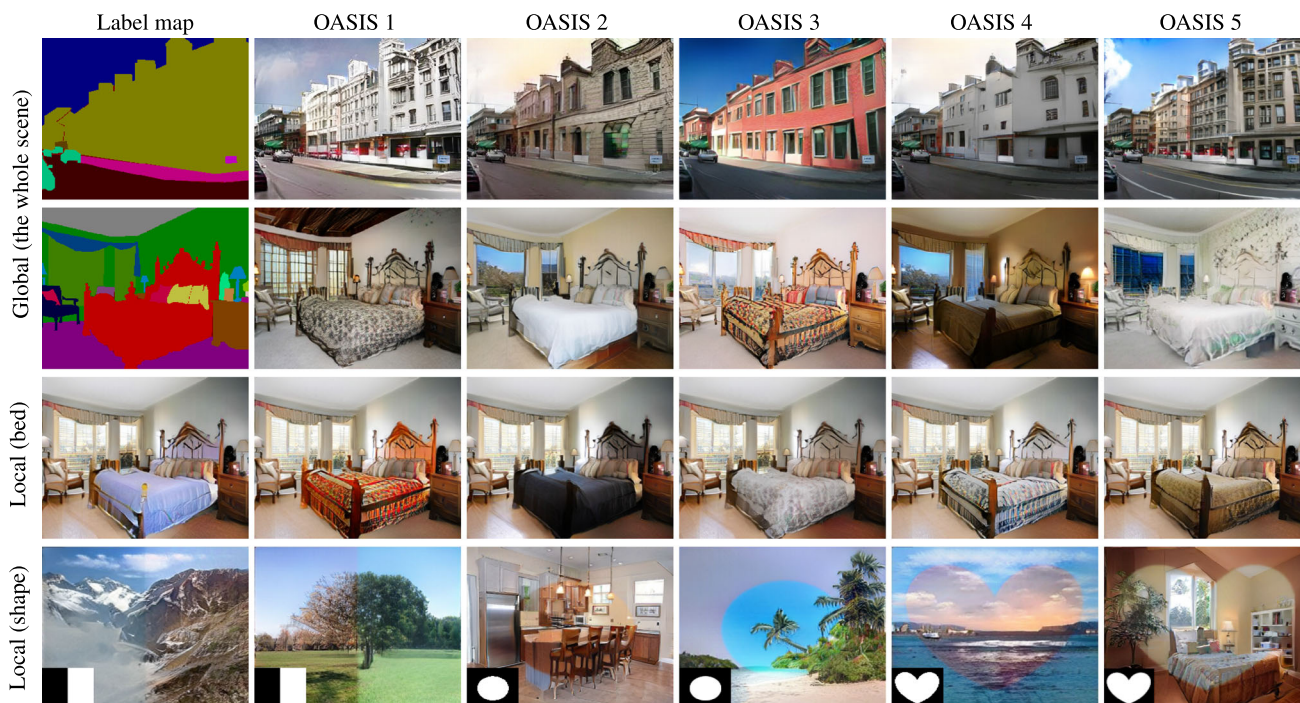 Label map
OASIS 1
OASIS 2
OASIS 3
OASIS 4
OASIS 5
Global (the whole scene)
Local (bed)
Local (shape)